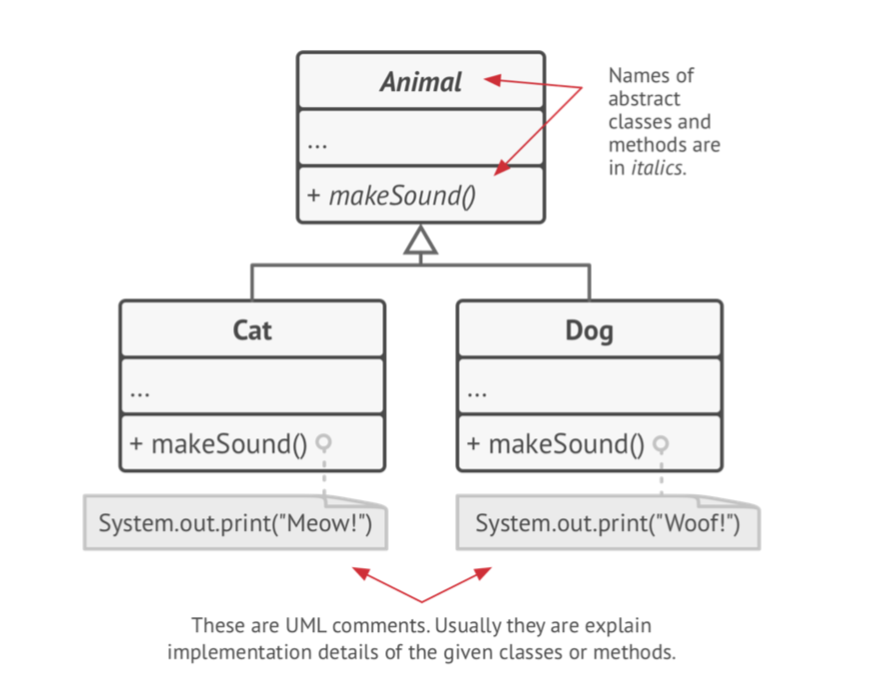 Animal
...
+ makeSound()
Names of
abstract
classes and
methods are
in italics.
Cat
...
+ makeSound()
System.out.print("Meow!")
Dog
...
+ makeSound()
System.out.print("Woof!")
These are UML comments. Usually they are explain
implementation details of the given classes or methods.